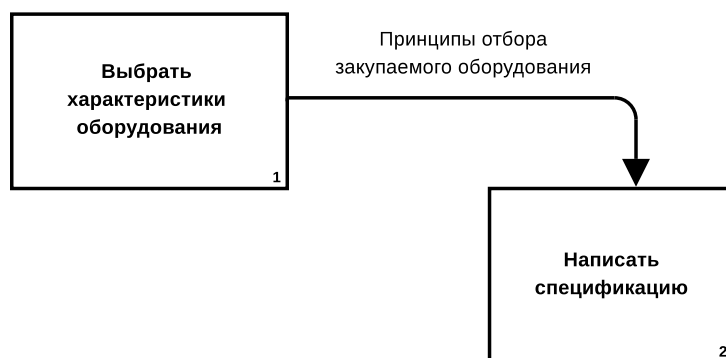 Принципы отбора
закупаемого оборудования
Выбрать
характеристики
оборудования
1
Написать
спецификацию
2